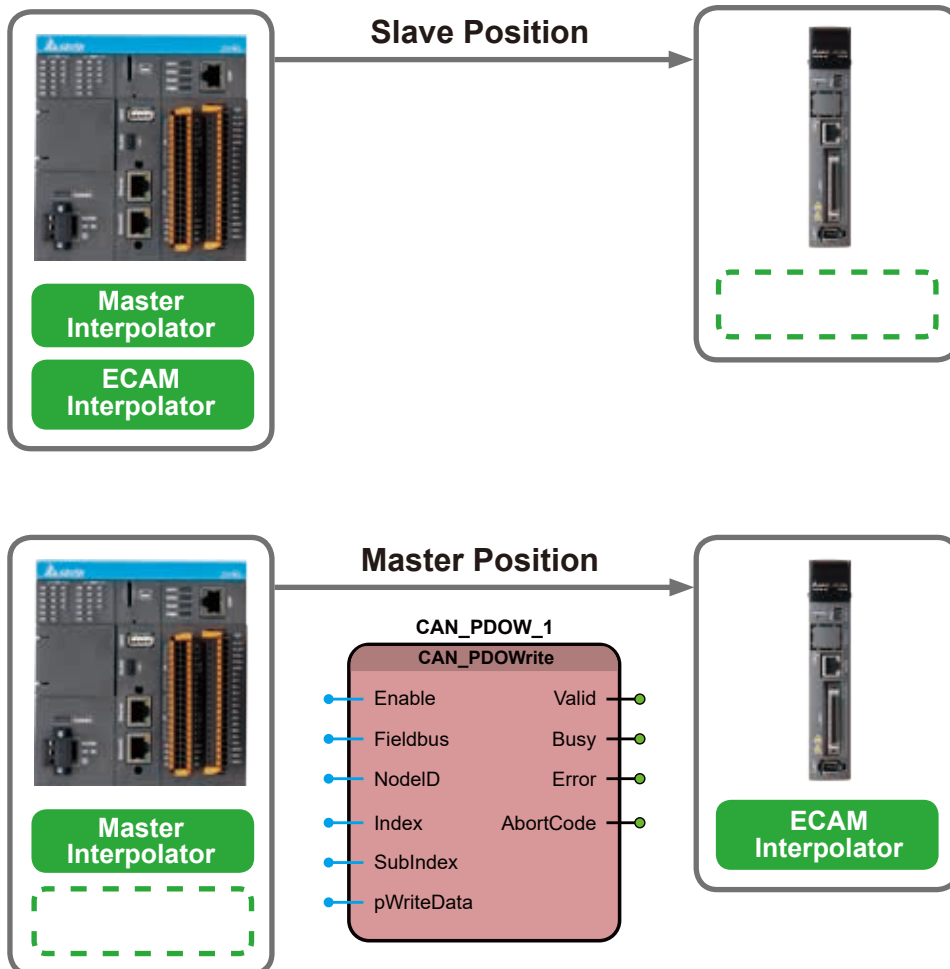 Slave Position
Master
Interpolator
ECAM
Interpolator
Master Position
CAN_PDOW_1
CAN_PDOWrite
Enable
Valid
Fieldbus
Busy
NodeID
Error
Index
AbortCode
SubIndex
pWriteData
Master
Interpolator
ECAM
Interpolator